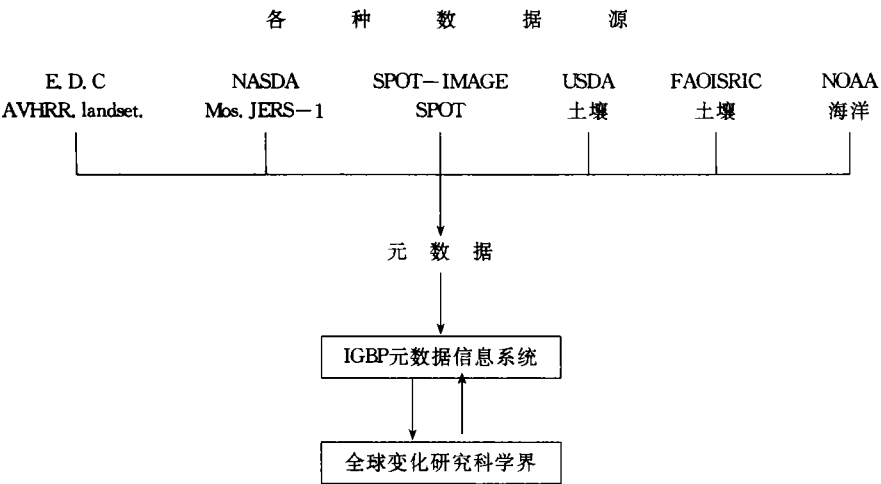 各种数据源
E.D.C NASDA SPOT-IMAGE USDA FAOISRIC NOAA
AVHRR.landset. Mos.JERS-1 SPOT 土壤 土壤 海洋
元数据
IGBP元数据信息系统
全球变化研究科学界